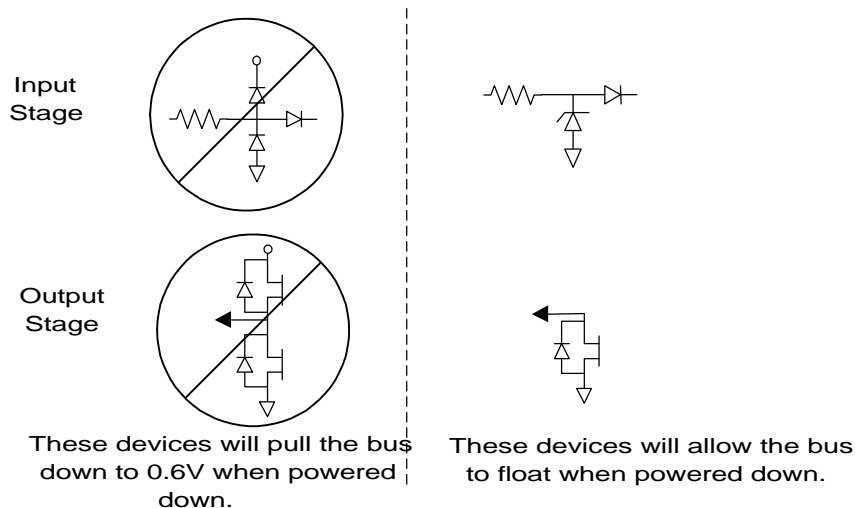 Input
Stage
Output
Stage
These devices will pull the bus
down to 0.6V when powered
down.
These devices will allow the bus
to float when powered down.